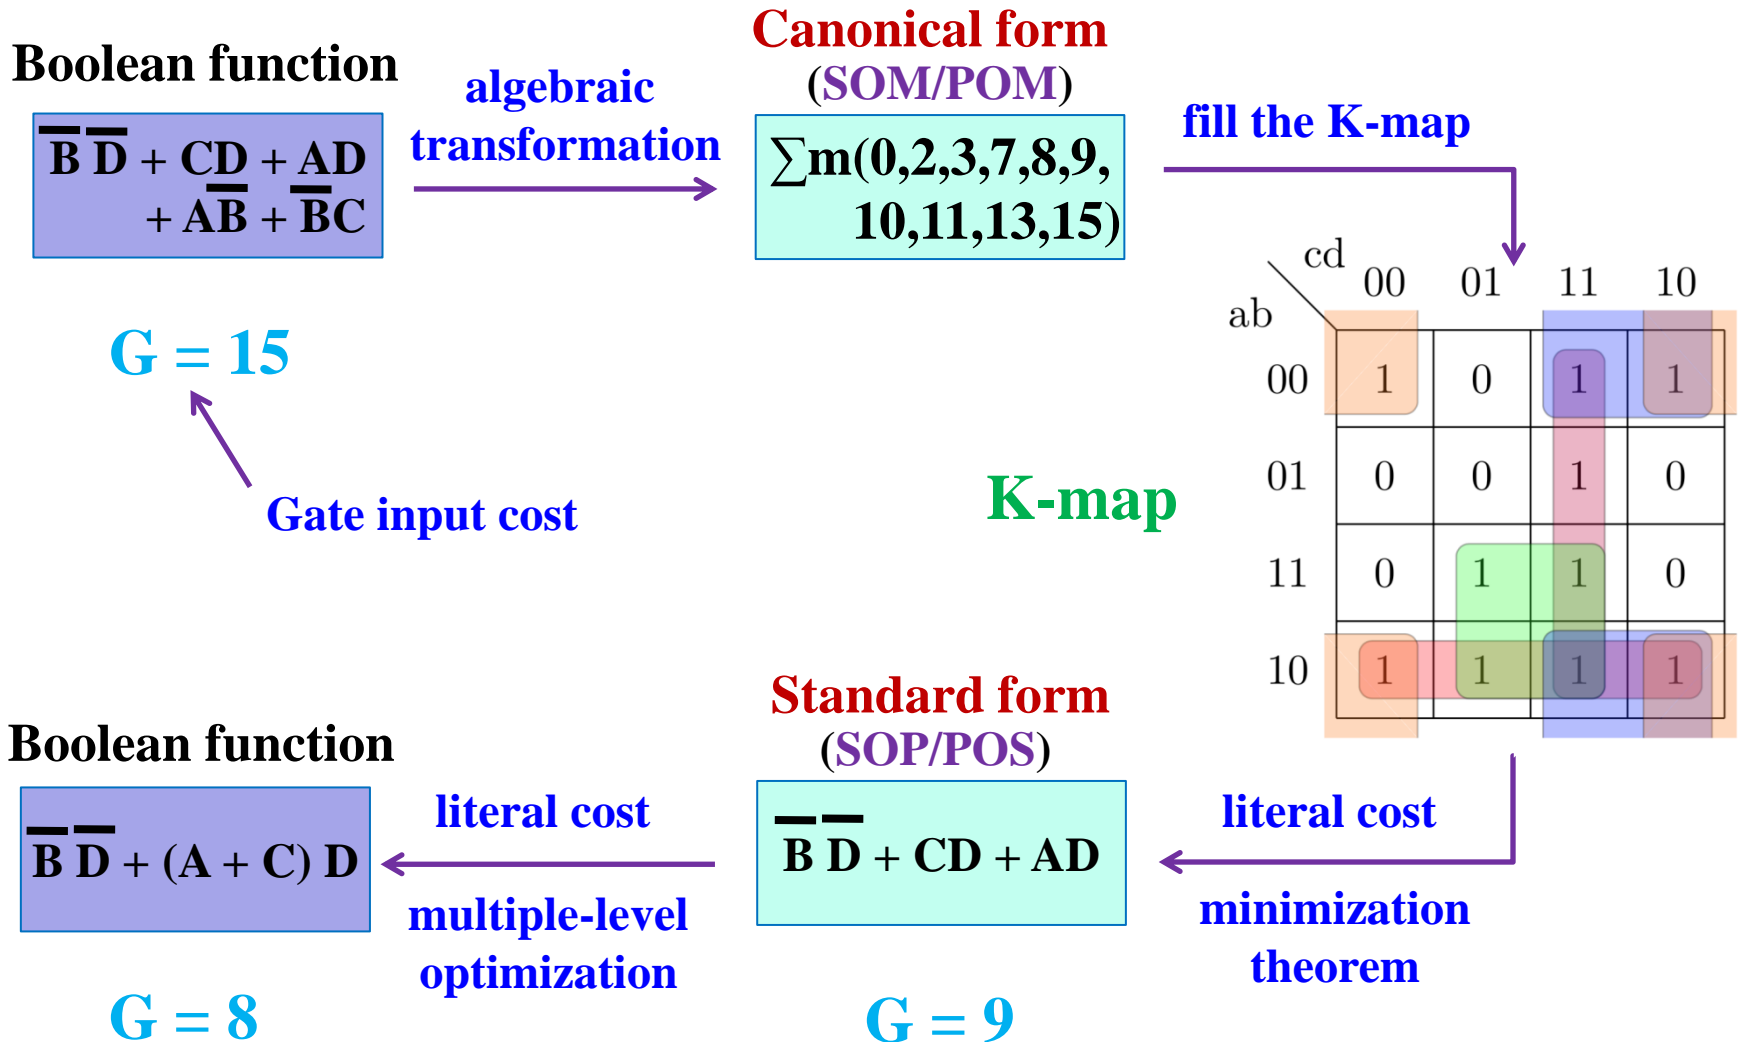 Boolean function
B̅ D̅ + CD + AD
+ AB̅ + B̅C
G = 15
Gate input cost
algebraic
transformation
Canonical form
(SOM/POM)
∑m(0,2,3,7,8,9,
10,11,13,15)
fill the K-map
K-map
cd
ab
00 01 11 10
00 1 0 1 1
01 0 0 1 0
11 0 1 1 0
10 1 1 1 1
literal cost
minimization
theorem
Standard form
(SOP/POS)
B̅ D̅ + CD + AD
G = 9
literal cost
multiple-level
optimization
Boolean function
B̅ D̅ + (A + C) D
G = 8